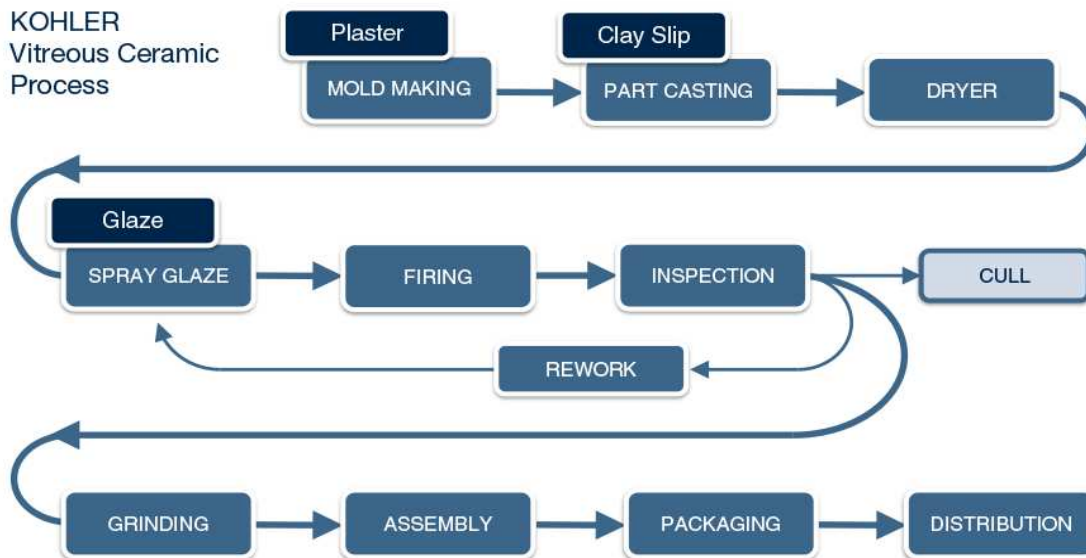 KOHLER
Vitreous Ceramic
Process
Plaster
MOLD MAKING
Clay Slip
PART CASTING
DRYER
Glaze
SPRAY GLAZE
FIRING
INSPECTION
CULL
REWORK
GRINDING
ASSEMBLY
PACKAGING
DISTRIBUTION